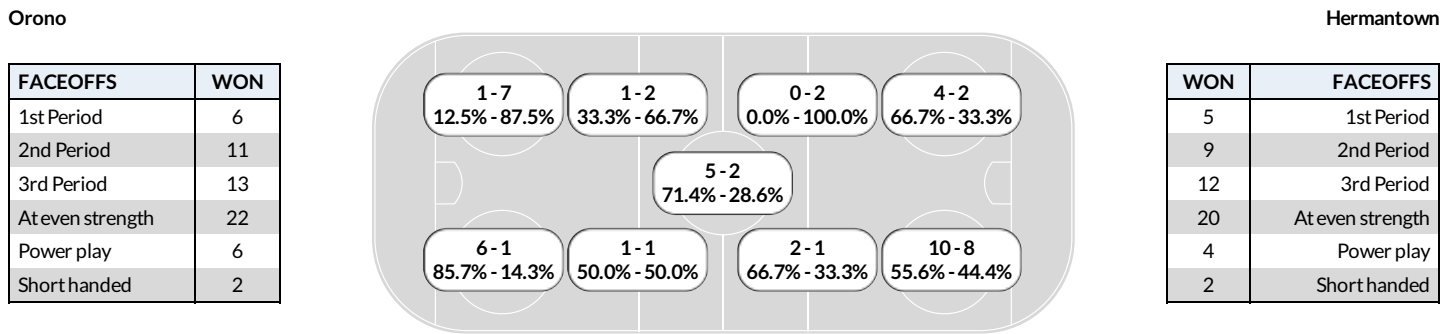 Orono
Hermantown
FACEOFFS WON
1st Period 6
2nd Period 11
3rd Period 13
At even strength 22
Power play 6
Short handed 2
1 - 7
12.5% - 87.5%
1 - 2
33.3% - 66.7%
0 - 2
0.0% - 100.0%
4 - 2
66.7% - 33.3%
5 - 2
71.4% - 28.6%
6 - 1
85.7% - 14.3%
1 - 1
50.0% - 50.0%
2 - 1
66.7% - 33.3%
10 - 8
55.6% - 44.4%
WON FACEOFFS
5 1st Period
9 2nd Period
12 3rd Period
20 At even strength
4 Power play
2 Short handed